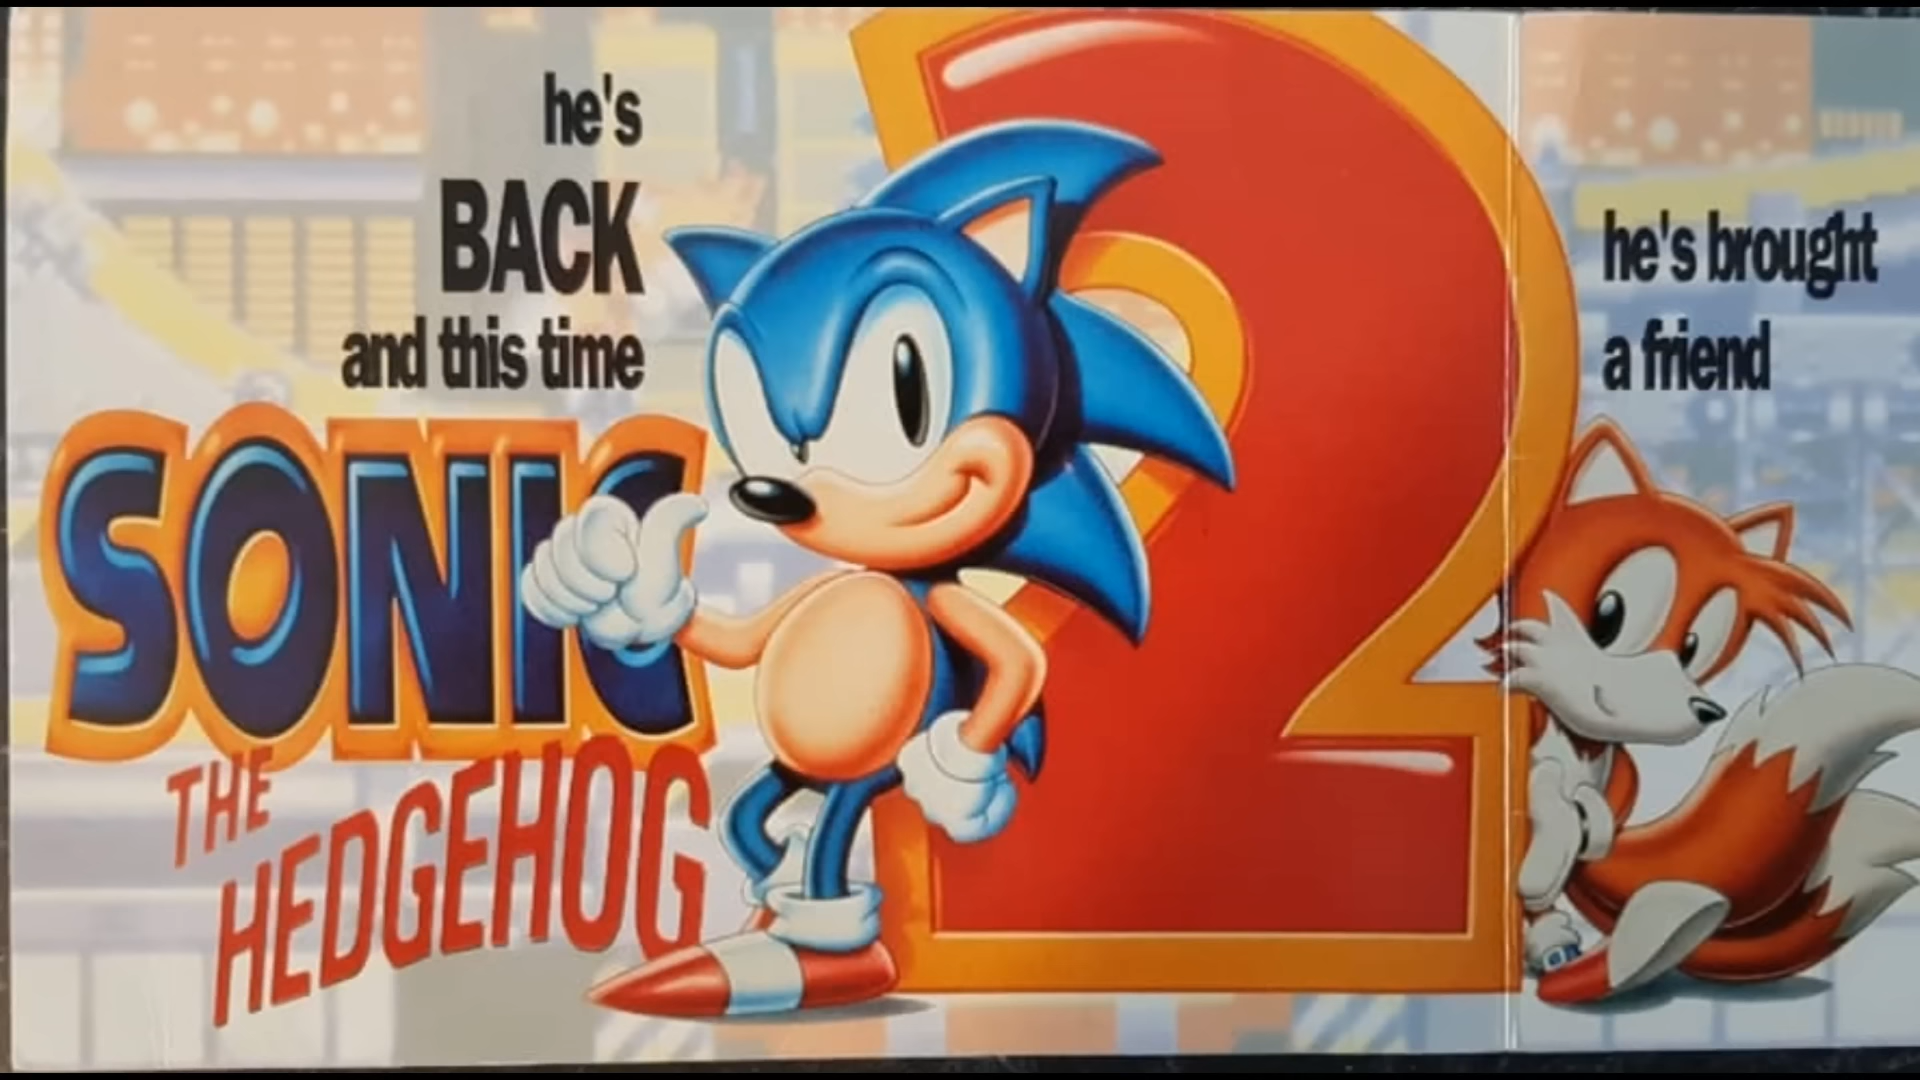 he's
BACK
and this time
SONIC
THE
HEDGEHOG
2
he's brought
a friend